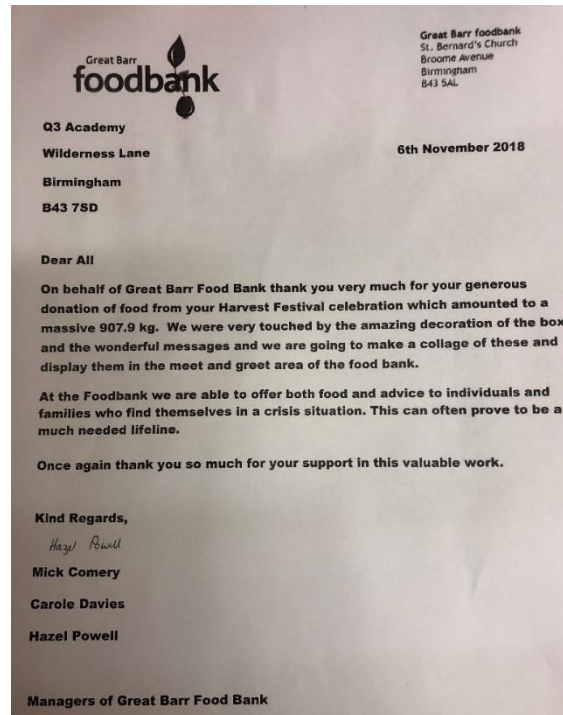 Great Barr
foodbank
Great Barr foodbank
St. Bernard's Church
Broome Avenue
Birmingham
B43 5AL
Q3 Academy
Wilderness Lane
6th November 2018
Birmingham
B43 7SD
Dear All
On behalf of Great Barr Food Bank thank you very much for your generous
donation of food from your Harvest Festival celebration which amounted to a
massive 907.9 kg. We were very touched by the amazing decoration of the box
and the wonderful messages and we are going to make a collage of these and
display them in the meet and greet area of the food bank.
At the Foodbank we are able to offer both food and advice to individuals and
families who find themselves in a crisis situation. This can often prove to be a
much needed lifeline.
Once again thank you so much for your support in this valuable work.
Kind Regards,
Hazel Powell
Mick Comery
Carole Davies
Hazel Powell
Managers of Great Barr Food Bank